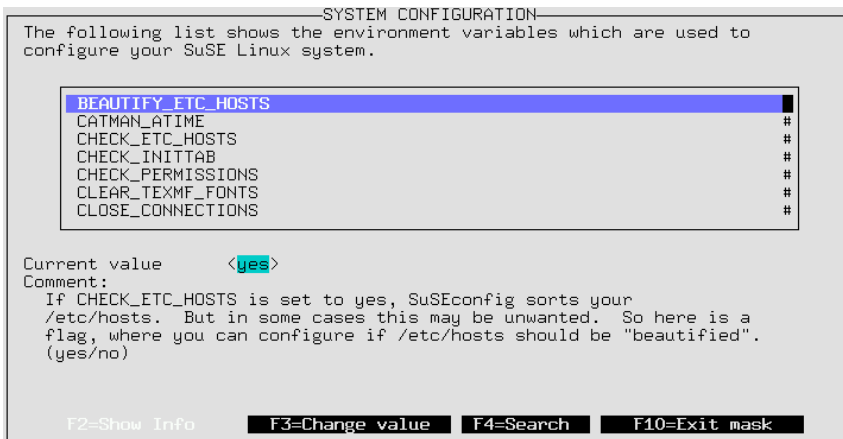 SYSTEM CONFIGURATION
The following list shows the environment variables which are used to
configure your SuSE Linux system.
BEAUTIFY_ETC_HOSTS
CATMAN_ATIME #
CHECK_ETC_HOSTS #
CHECK_INITTAB #
CHECK_PERMISSIONS #
CLEAR_TEXMF_FONTS #
CLOSE_CONNECTIONS #
Current value <yes>
Comment:
If CHECK_ETC_HOSTS is set to yes, SuSEconfig sorts your
/etc/hosts. But in some cases this may be unwanted. So here is a
flag, where you can configure if /etc/hosts should be "beautified".
(yes/no)
F2=Show Info F3=Change value F4=Search F10=Exit mask